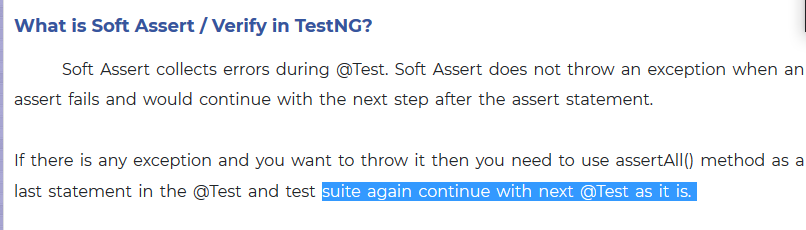 What is Soft Assert / Verify in TestNG?
Soft Assert collects errors during @Test. Soft Assert does not throw an exception when an
assert fails and would continue with the next step after the assert statement.
If there is any exception and you want to throw it then you need to use assertAll() method as a
last statement in the @Test and test suite again continue with next @Test as it is.